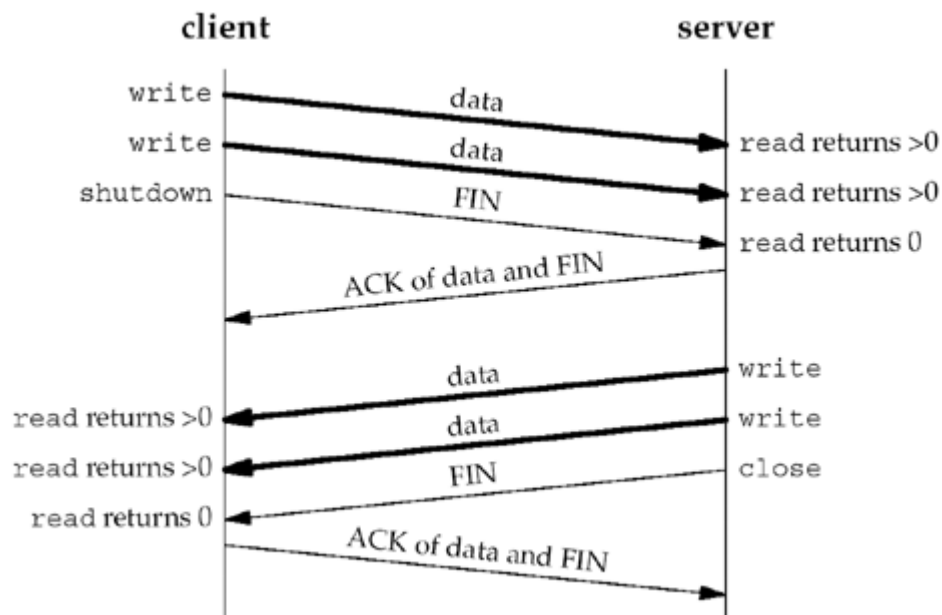 client server
write data
read returns >0
write data
read returns >0
shutdown FIN
read returns 0
ACK of data and FIN
data write
read returns >0
data write
read returns >0
FIN close
read returns 0
ACK of data and FIN